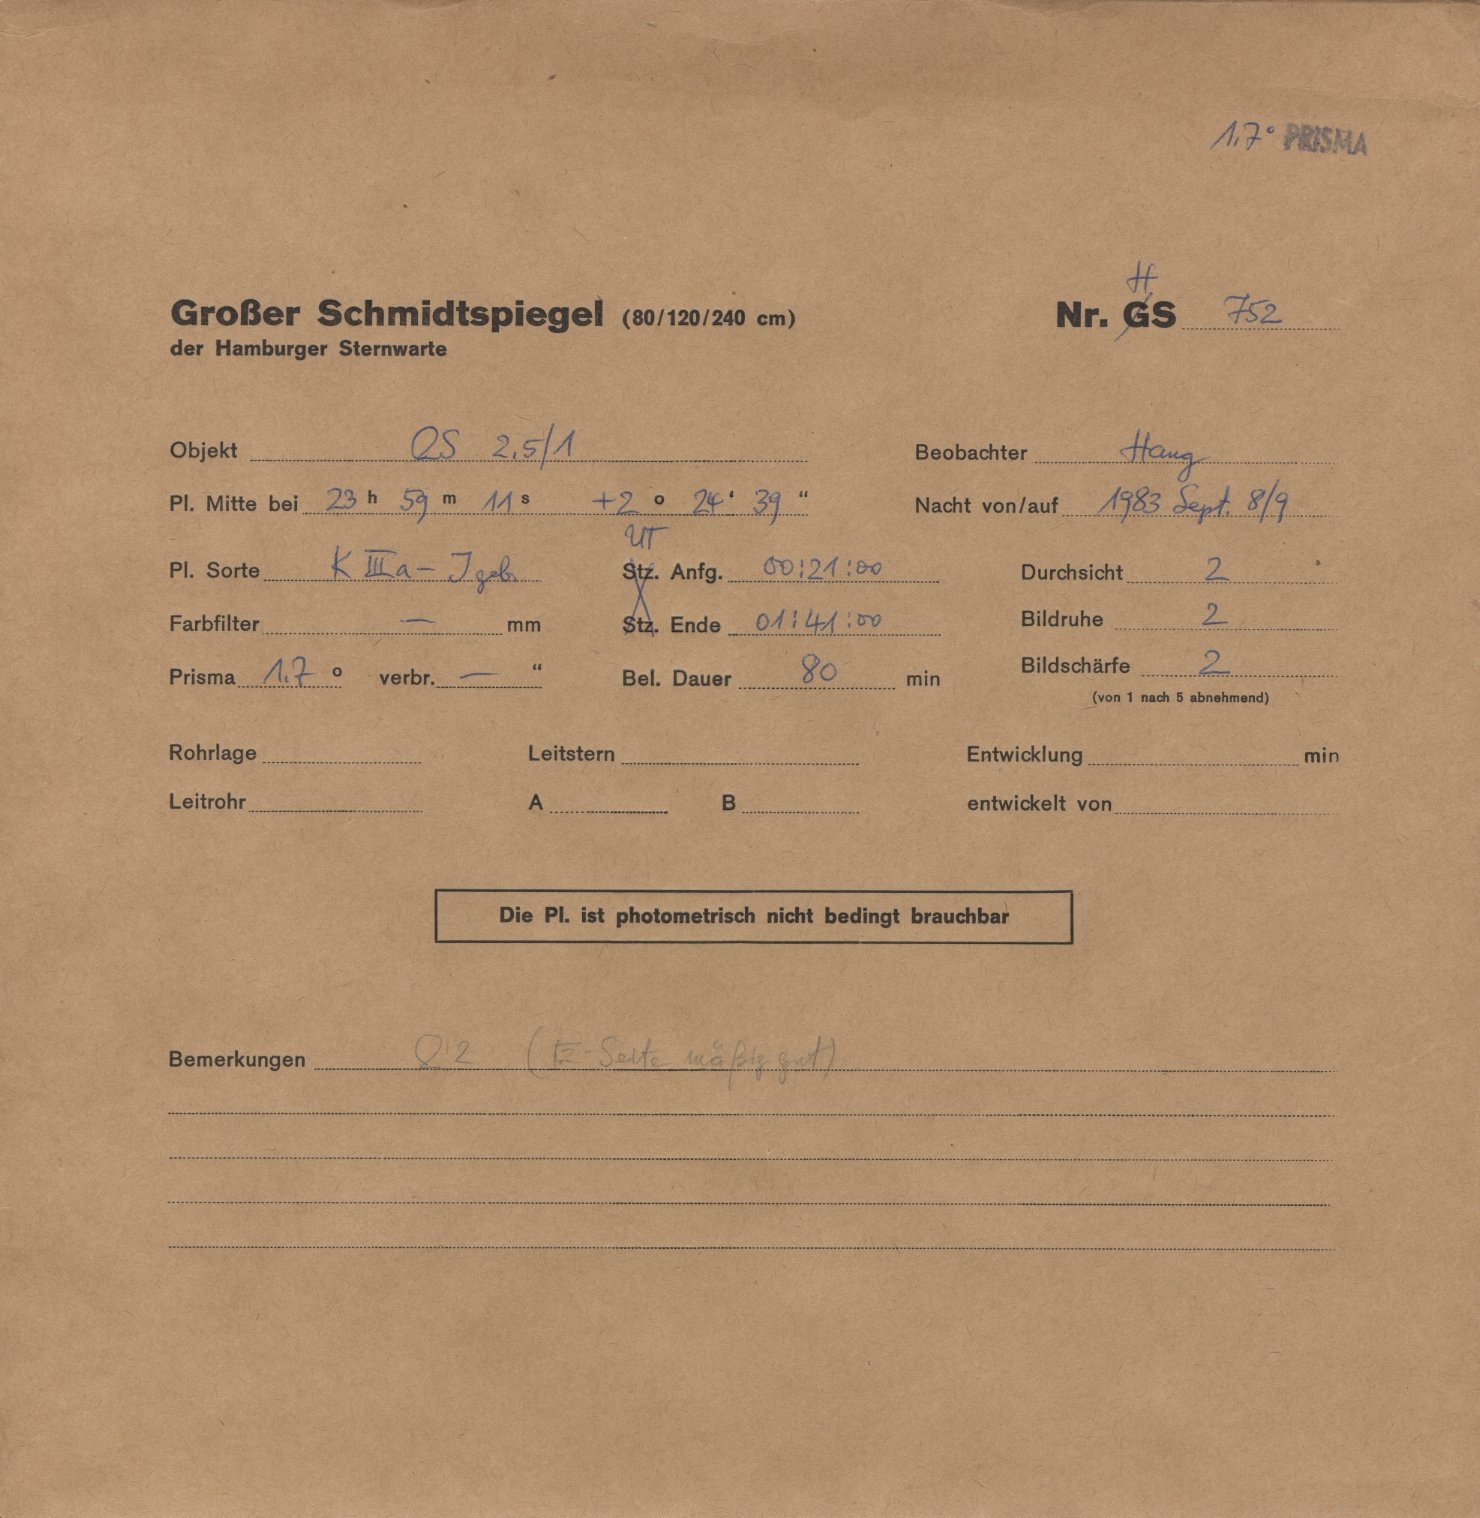 1,7° PRISMA
H
Großer Schmidtspiegel (80/120/240 cm) Nr. GS 752
der Hamburger Sternwarte
Objekt QS 2,5/1 Beobachter Haug
Pl. Mitte bei 23 h 59 m 11 s +2 ° 24 ' 39 “ Nacht von/auf 1983 Sept. 8/9
UT
Pl. Sorte K IIIa-J geb. Stz. Anfg. 00:21:00 Durchsicht 2
Farbfilter — mm Stz. Ende 01:41:00 Bildruhe 2
Prisma 1.7 ° verbr. — “ Bel. Dauer 80 min Bildschärfe 2
(von 1 nach 5 abnehmend)
Rohrlage Leitstern Entwicklung min
Leitrohr A B entwickelt von
Die Pl. ist photometrisch nicht bedingt brauchbar
Bemerkungen Q 2 (E-Seite mäßig gut)